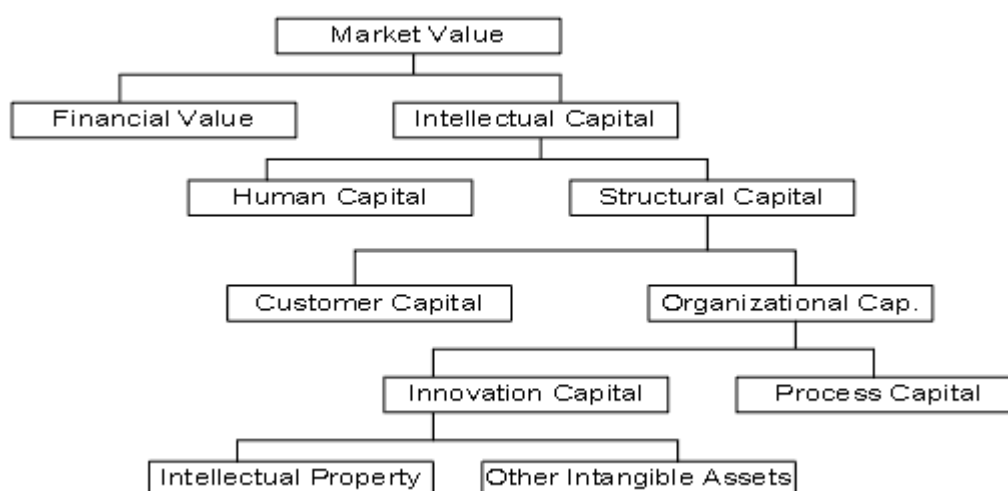 Market Value
Financial Value
Intellectual Capital
Human Capital
Structural Capital
Customer Capital
Organizational Cap.
Innovation Capital
Process Capital
Intellectual Property
Other Intangible Assets